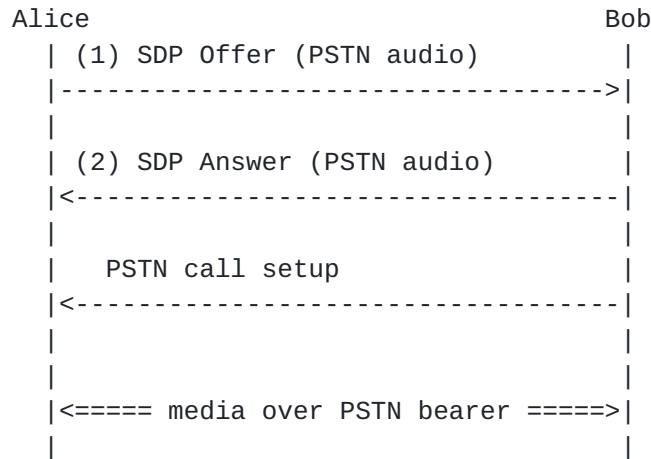 Alice                                 Bob
  | (1) SDP Offer (PSTN audio)         |
  |----------------------------------->|
  |                                    |
  | (2) SDP Answer (PSTN audio)        |
  |<-----------------------------------|
  |                                    |
  |   PSTN call setup                  |
  |<-----------------------------------|
  |                                    |
  |                                    |
  |<===== media over PSTN bearer =====>|
  |                                    |